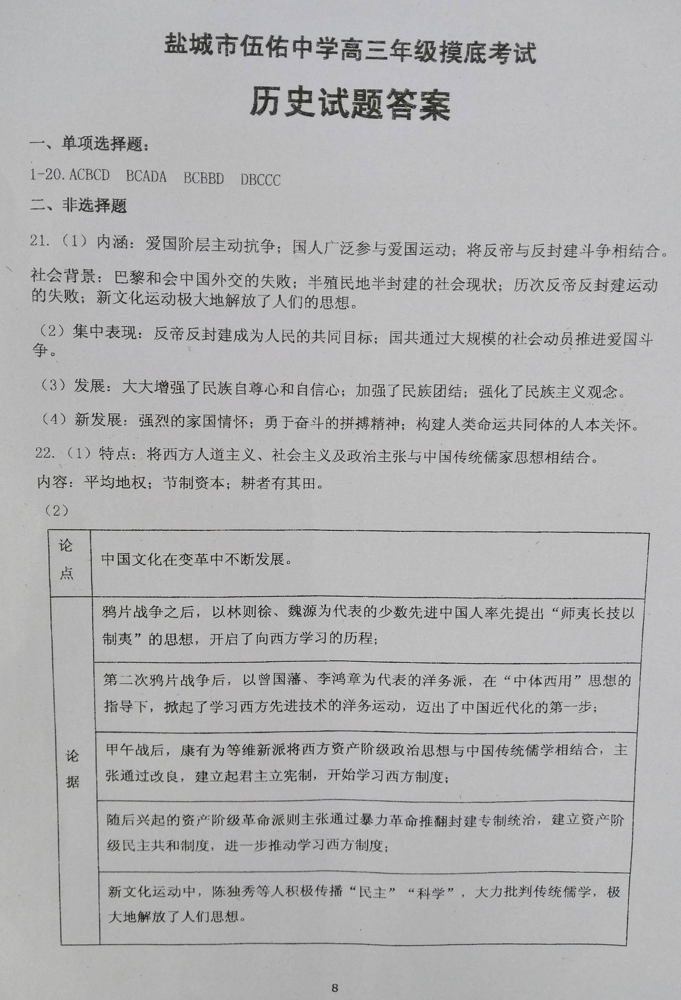 盐城市伍佑中学高三年级摸底考试
历史试题答案
一、单项选择题：
1-20.ACBCD BCADA BCBBD DBCCC
二、非选择题
21.（1）内涵：爱国阶层主动抗争；国人广泛参与爱国运动；将反帝与反封建斗争相结合。
社会背景：巴黎和会中国外交的失败；半殖民地半封建的社会现状；历次反帝反封建运动
的失败；新文化运动极大地解放了人们的思想。
（2）集中表现：反帝反封建成为人民的共同目标；国共通过大规模的社会动员推进爱国斗
争。
（3）发展：大大增强了民族自尊心和自信心；加强了民族团结；强化了民族主义观念。
（4）新发展：强烈的家国情怀；勇于奋斗的拼搏精神；构建人类命运共同体的人本关怀。
22.（1）特点：将西方人道主义、社会主义及政治主张与中国传统儒家思想相结合。
内容：平均地权；节制资本；耕者有其田。
（2）
论
点
中国文化在变革中不断发展。
论
据
鸦片战争之后，以林则徐、魏源为代表的少数先进中国人率先提出“师夷长技以
制夷”的思想，开启了向西方学习的历程；
第二次鸦片战争后，以曾国藩、李鸿章为代表的洋务派，在“中体西用”思想的
指导下，掀起了学习西方先进技术的洋务运动，迈出了中国近代化的第一步；
甲午战后，康有为等维新派将西方资产阶级政治思想与中国传统儒学相结合，主
张通过改良，建立起君主立宪制，开始学习西方制度；
随后兴起的资产阶级革命派则主张通过暴力革命推翻封建专制统治，建立资产阶
级民主共和制度，进一步推动学习西方制度；
新文化运动中，陈独秀等人积极传播“民主”“科学”，大力批判传统儒学，极
大地解放了人们思想。
8